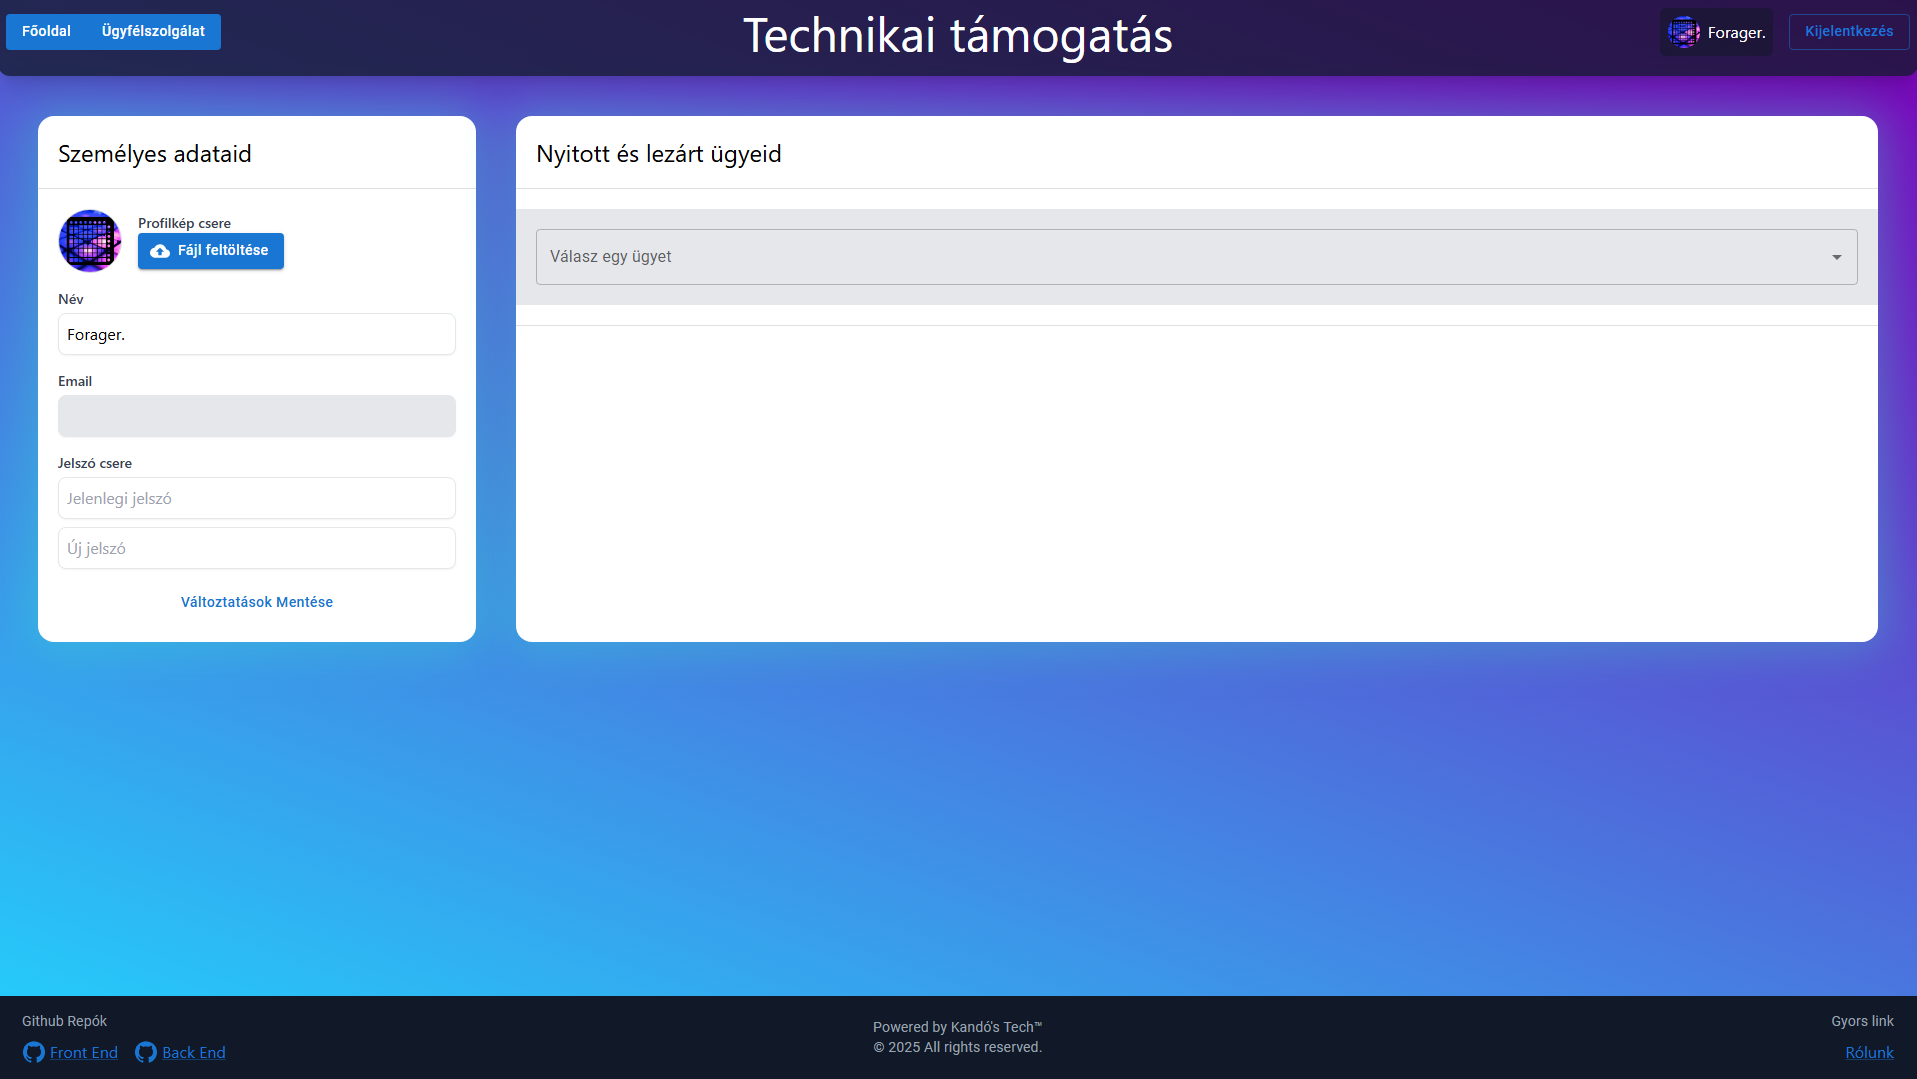 Főoldal
Ügyfélszolgálat
Technikai támogatás
Forager.
Kijelentkezés
Személyes adataid
Profilkép csere
Fájl feltöltése
Név
Forager.
Email
Jelszó csere
Jelenlegi jelszó
Új jelszó
Változtatások Mentése
Nyitott és lezárt ügyeid
Válasz egy ügyet
Github Repók
Front End
Back End
Powered by Kandó's Tech™
© 2025 All rights reserved.
Gyors link
Rólunk